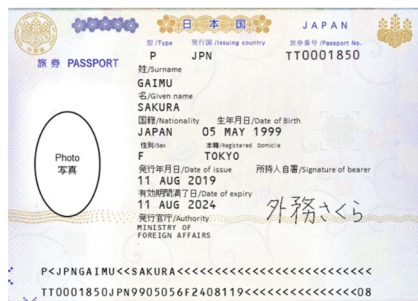 日本国 JAPAN
型/Type 発行国/Issuing country 旅券番号/Passport No.
旅券 PASSPORT P JPN TT0001850
姓/Surname
GAIMU
名/Given name
SAKURA
国籍/Nationality 生年月日/Date of Birth
JAPAN 05 MAY 1999
性別/Sex 本籍/Registered Domicile
F TOKYO
Photo
写真
発行年月日/Date of issue 所持人自署/Signature of bearer
11 AUG 2019
有効期間満了日/Date of expiry
11 AUG 2024 外務さくら
発行官庁/Authority
MINISTRY OF
FOREIGN AFFAIRS
P<JPNGAIMU<<SAKURA<<<<<<<<<<<<<<<<<<<<<<<<<<
TT0001850JPN9905056F2408119<<<<<<<<<<<<<<<08